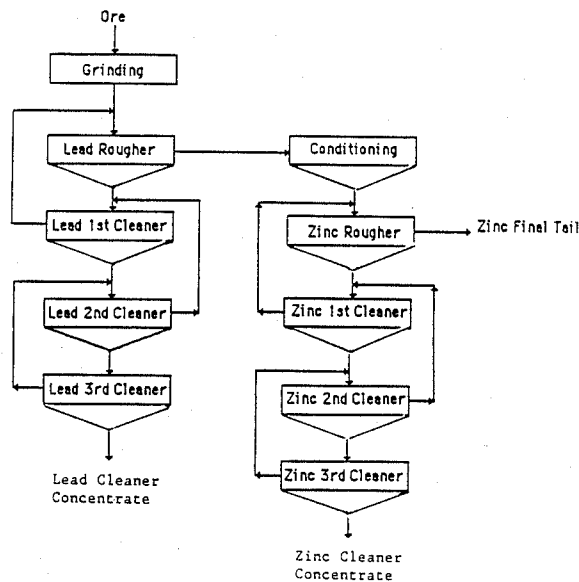 Ore
Grinding
Lead Rougher
Conditioning
Lead 1st Cleaner
Zinc Rougher
Zinc Final Tail
Lead 2nd Cleaner
Zinc 1st Cleaner
Lead 3rd Cleaner
Zinc 2nd Cleaner
Lead Cleaner
Concentrate
Zinc 3rd Cleaner
Zinc Cleaner
Concentrate